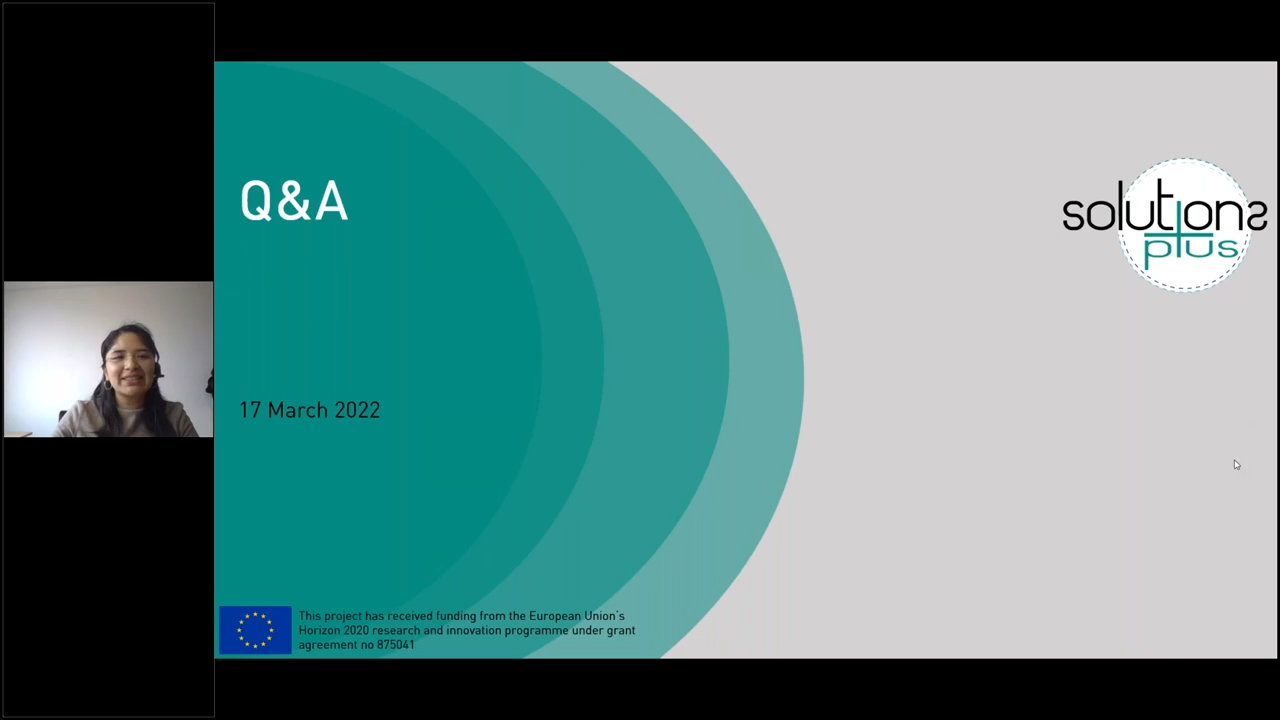 Q&A
solutions
plus
17 March 2022
This project has received funding from the European Union's
Horizon 2020 research and innovation programme under grant
agreement no 875041